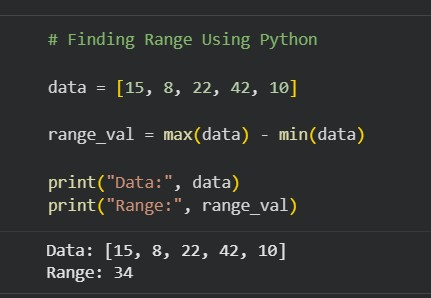 # Finding Range Using Python
data = [15, 8, 22, 42, 10]
range_val = max(data) - min(data)
print("Data:", data)
print("Range:", range_val)
Data: [15, 8, 22, 42, 10]
Range: 34